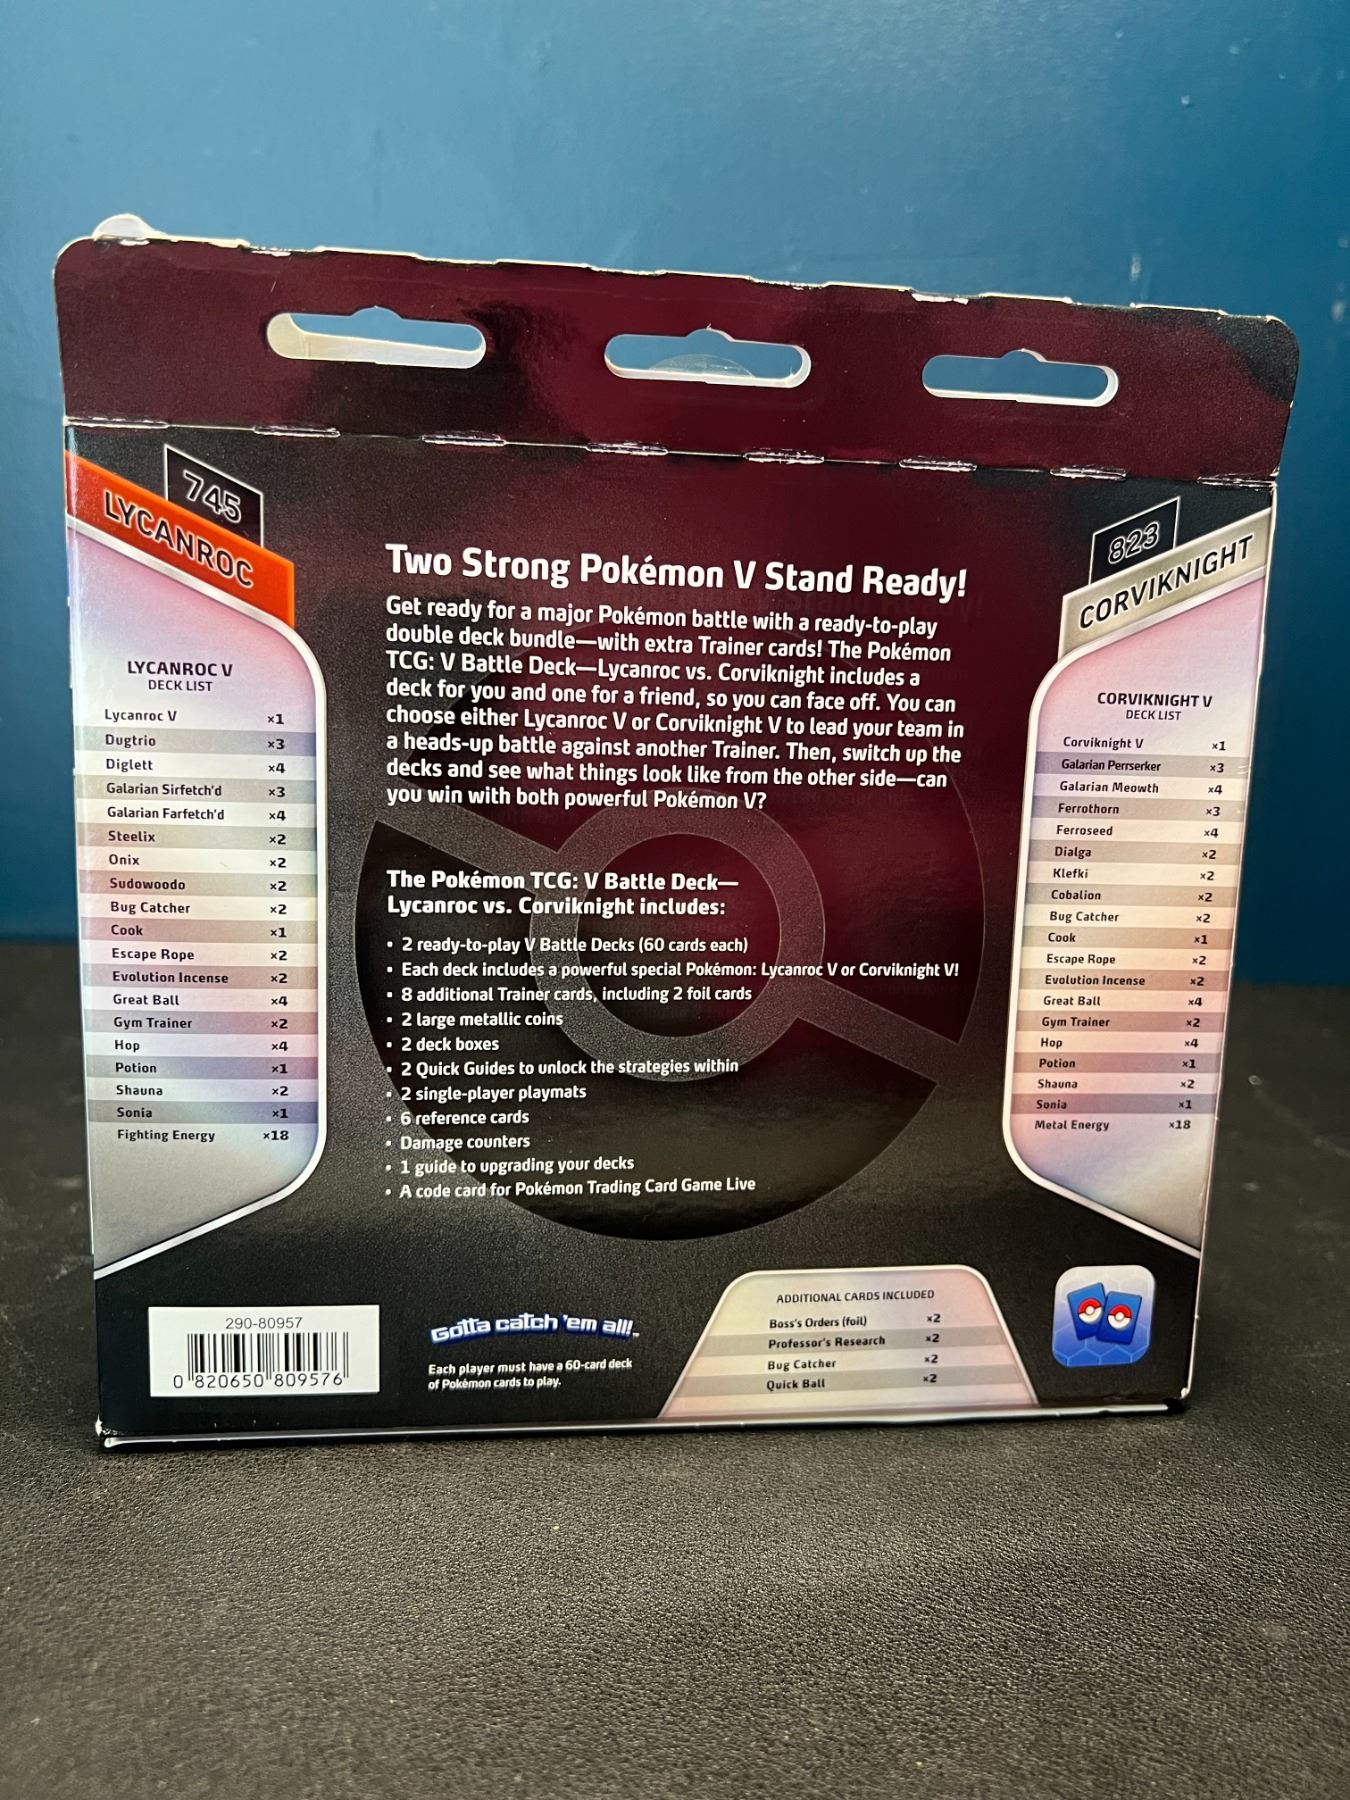 745
LYCANROC
LYCANROC V
DECK LIST
Lycanroc V ×1
Dugtrio ×3
Diglett ×4
Galarian Sirfetch'd ×3
Galarian Farfetch'd ×4
Steelix ×2
Onix ×2
Sudowoodo ×2
Bug Catcher ×2
Cook ×1
Escape Rope ×2
Evolution Incense ×2
Great Ball ×4
Gym Trainer ×2
Hop ×4
Potion ×1
Shauna ×2
Sonia ×1
Fighting Energy ×18
Two Strong Pokémon V Stand Ready!
Get ready for a major Pokémon battle with a ready-to-play
double deck bundle—with extra Trainer cards! The Pokémon
TCG: V Battle Deck—Lycanroc vs. Corviknight includes a
deck for you and one for a friend, so you can face off. You can
choose either Lycanroc V or Corviknight V to lead your team in
a heads-up battle against another Trainer. Then, switch up the
decks and see what things look like from the other side—can
you win with both powerful Pokémon V?
The Pokémon TCG: V Battle Deck—
Lycanroc vs. Corviknight includes:
• 2 ready-to-play V Battle Decks (60 cards each)
• Each deck includes a powerful special Pokémon: Lycanroc V or Corviknight V!
• 8 additional Trainer cards, including 2 foil cards
• 2 large metallic coins
• 2 deck boxes
• 2 Quick Guides to unlock the strategies within
• 2 single-player playmats
• 6 reference cards
• Damage counters
• 1 guide to upgrading your decks
• A code card for Pokémon Trading Card Game Live
823
CORVIKNIGHT
CORVIKNIGHT V
DECK LIST
Corviknight V ×1
Galarian Perrserker ×3
Galarian Meowth ×4
Ferrothorn ×3
Ferroseed ×4
Dialga ×2
Klefki ×2
Cobalion ×2
Bug Catcher ×2
Cook ×1
Escape Rope ×2
Evolution Incense ×2
Great Ball ×4
Gym Trainer ×2
Hop ×4
Potion ×1
Shauna ×2
Sonia ×1
Metal Energy ×18
290-80957
0 820650 809576
Gotta catch 'em all!™
Each player must have a 60-card deck
of Pokémon cards to play.
ADDITIONAL CARDS INCLUDED
Boss's Orders (foil) ×2
Professor's Research ×2
Bug Catcher ×2
Quick Ball ×2